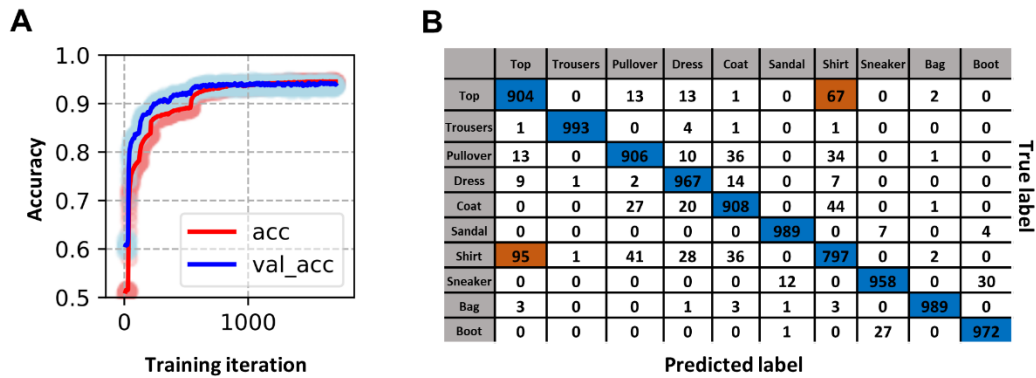 A
Accuracy
1.0
0.9
0.8
0.7
0.6
0.5
0
1000
acc
val_acc
Training iteration
B
Top Trousers Pullover Dress Coat Sandal Shirt Sneaker Bag Boot
Top 904 0 13 13 1 0 67 0 2 0
Trousers 1 993 0 4 1 0 1 0 0 0
Pullover 13 0 906 10 36 0 34 0 1 0
Dress 9 1 2 967 14 0 7 0 0 0
Coat 0 0 27 20 908 0 44 0 1 0
Sandal 0 0 0 0 0 989 0 7 0 4
Shirt 95 1 41 28 36 0 797 0 2 0
Sneaker 0 0 0 0 0 12 0 958 0 30
Bag 3 0 0 1 3 1 3 0 989 0
Boot 0 0 0 0 0 1 0 27 0 972
True label
Predicted label